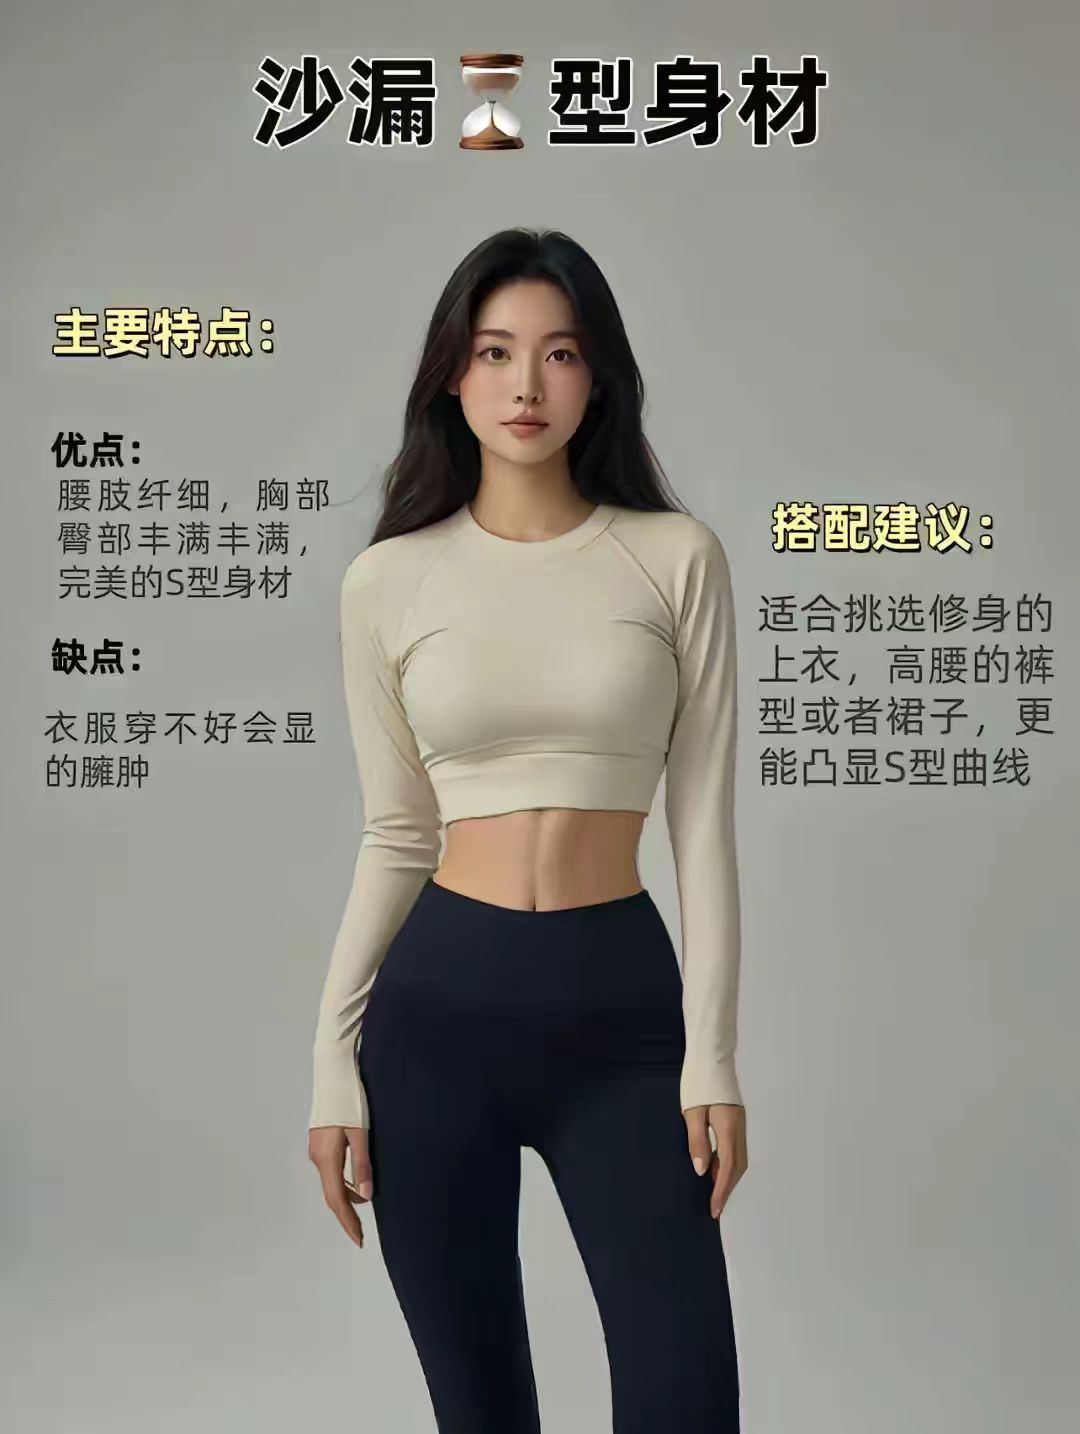 沙漏⏳型身材
主要特点：
优点：
腰肢纤细，胸部
臀部丰满丰满，
完美的S型身材
缺点：
衣服穿不好会显
的臃肿
搭配建议：
适合挑选修身的
上衣，高腰的裤
型或者裙子，更
能凸显S型曲线